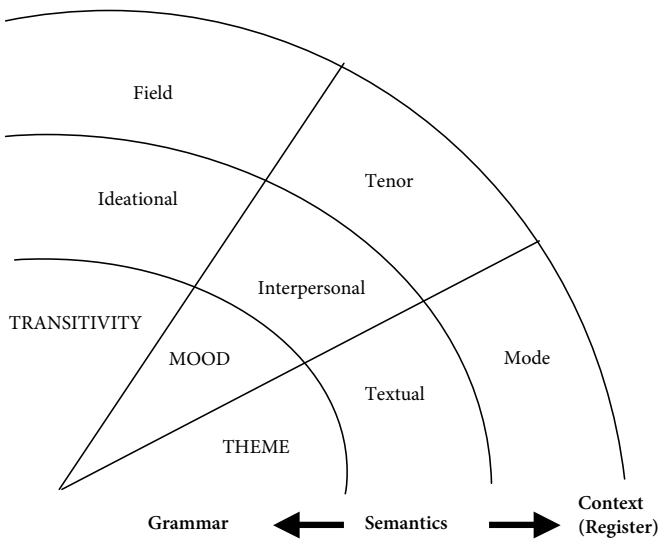 Field
Tenor
Ideational
Interpersonal
TRANSITIVITY
MOOD
Mode
Textual
THEME
Grammar
Semantics
Context
(Register)